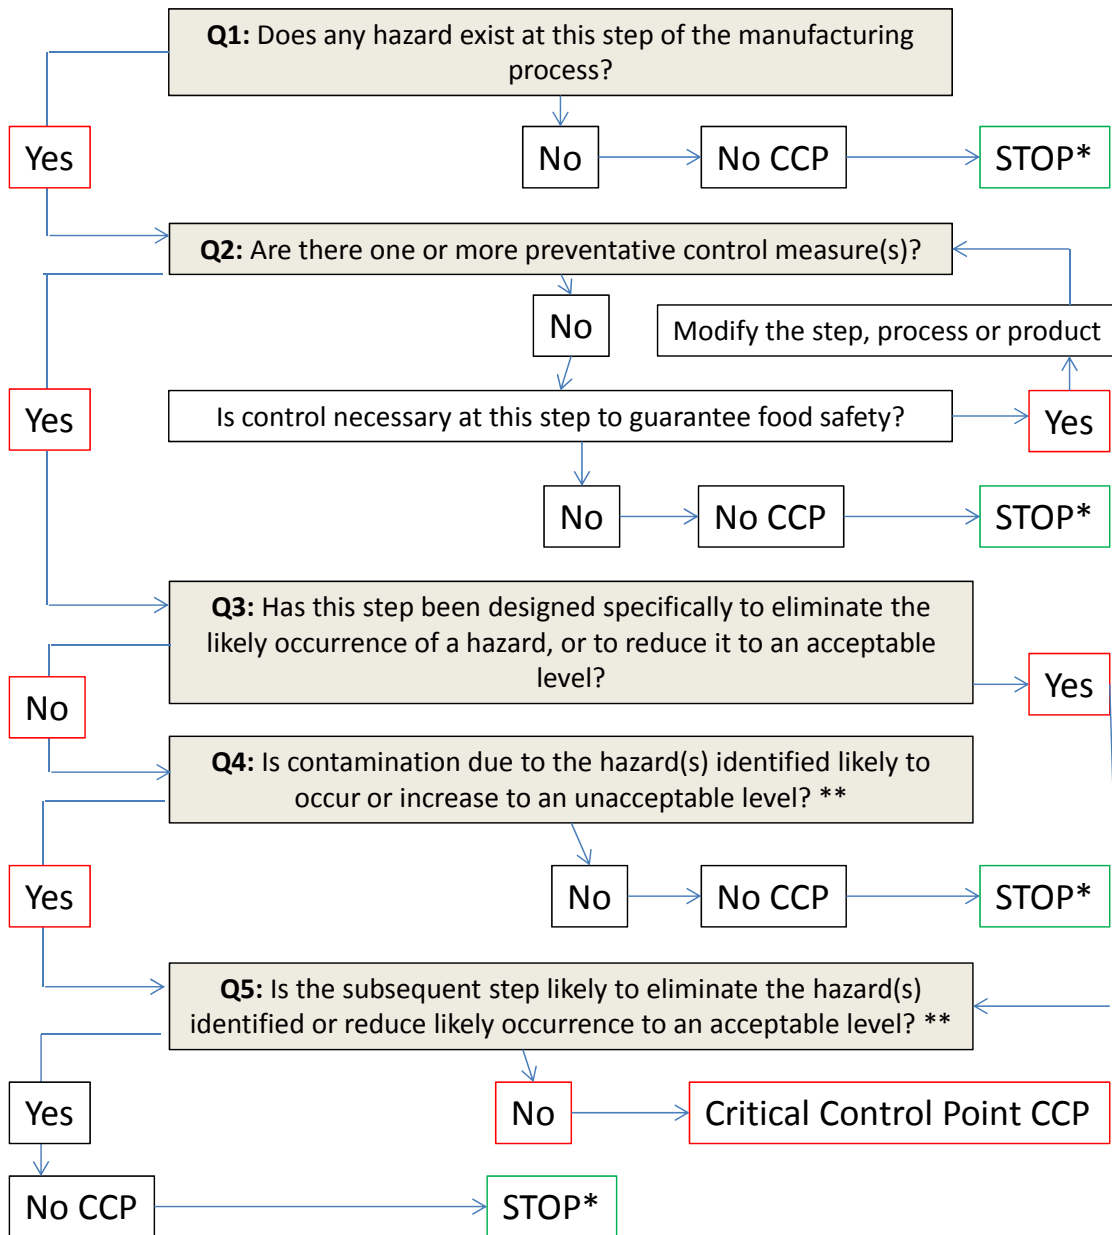 Q1: Does any hazard exist at this step of the manufacturing
process?
Yes
No
No CCP
STOP*
Q2: Are there one or more preventative control measure(s)?
No
Modify the step, process or product
Yes
Is control necessary at this step to guarantee food safety?
Yes
No
No CCP
STOP*
Q3: Has this step been designed specifically to eliminate the
likely occurrence of a hazard, or to reduce it to an acceptable
level?
Yes
No
Q4: Is contamination due to the hazard(s) identified likely to
occur or increase to an unacceptable level? **
Yes
No
No CCP
STOP*
Q5: Is the subsequent step likely to eliminate the hazard(s)
identified or reduce likely occurrence to an acceptable level? **
Yes
No
Critical Control Point CCP
No CCP
STOP*